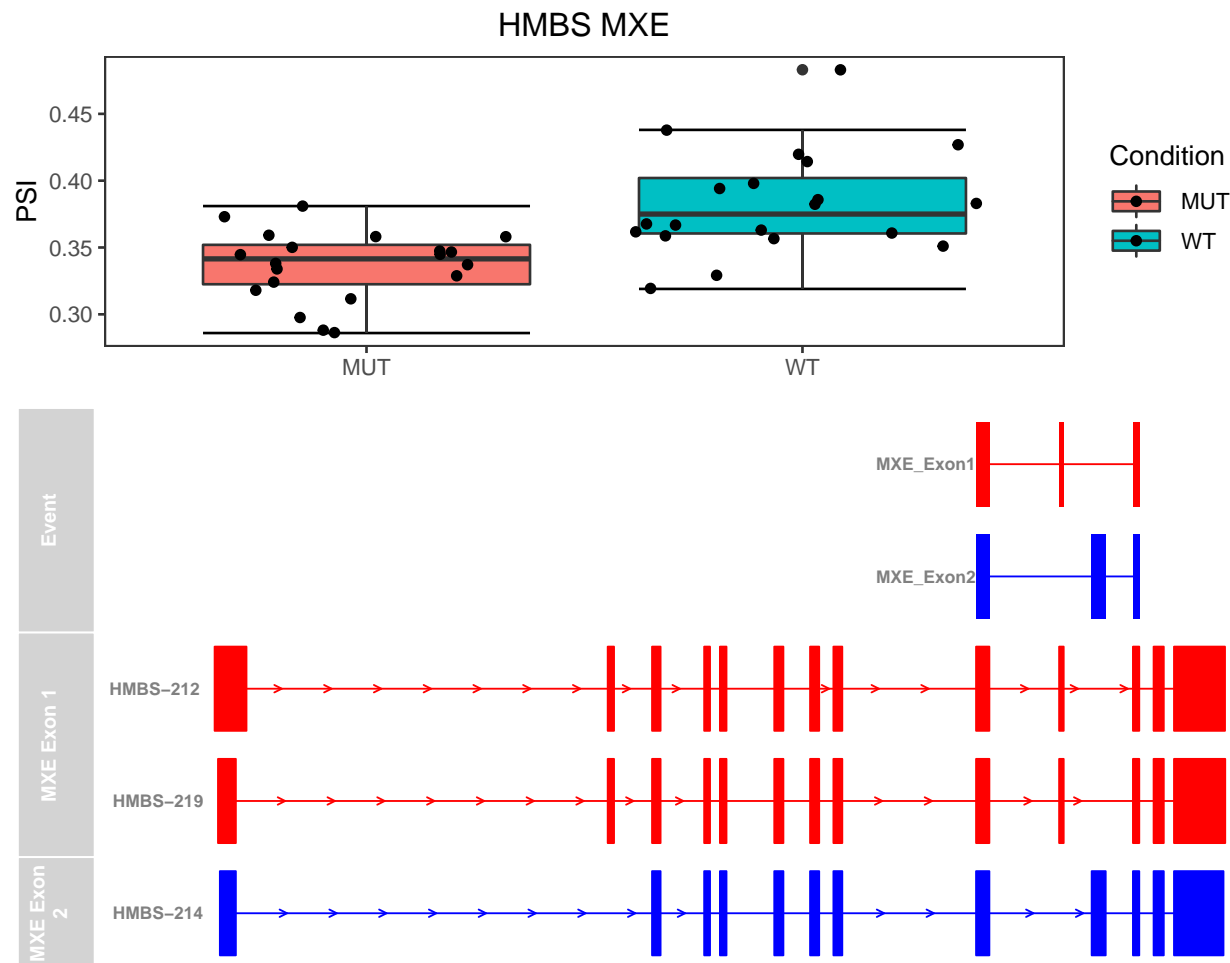 HMBS MXE
PSI
0.45
0.40
0.35
0.30
MUT
WT
Condition
MUT
WT
Event
MXE_Exon1
MXE_Exon2
MXE Exon 1
HMBS−212
HMBS−219
MXE Exon
2
HMBS−214